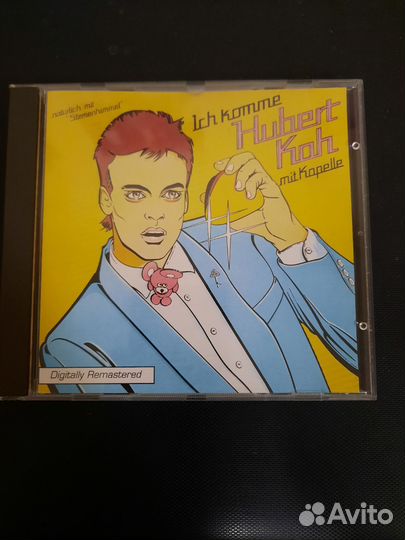 natürlich mit
"Sternenhimmel"
Ich komme
Hubert
Kah
mit Kapelle
Digitally Remastered
Avito